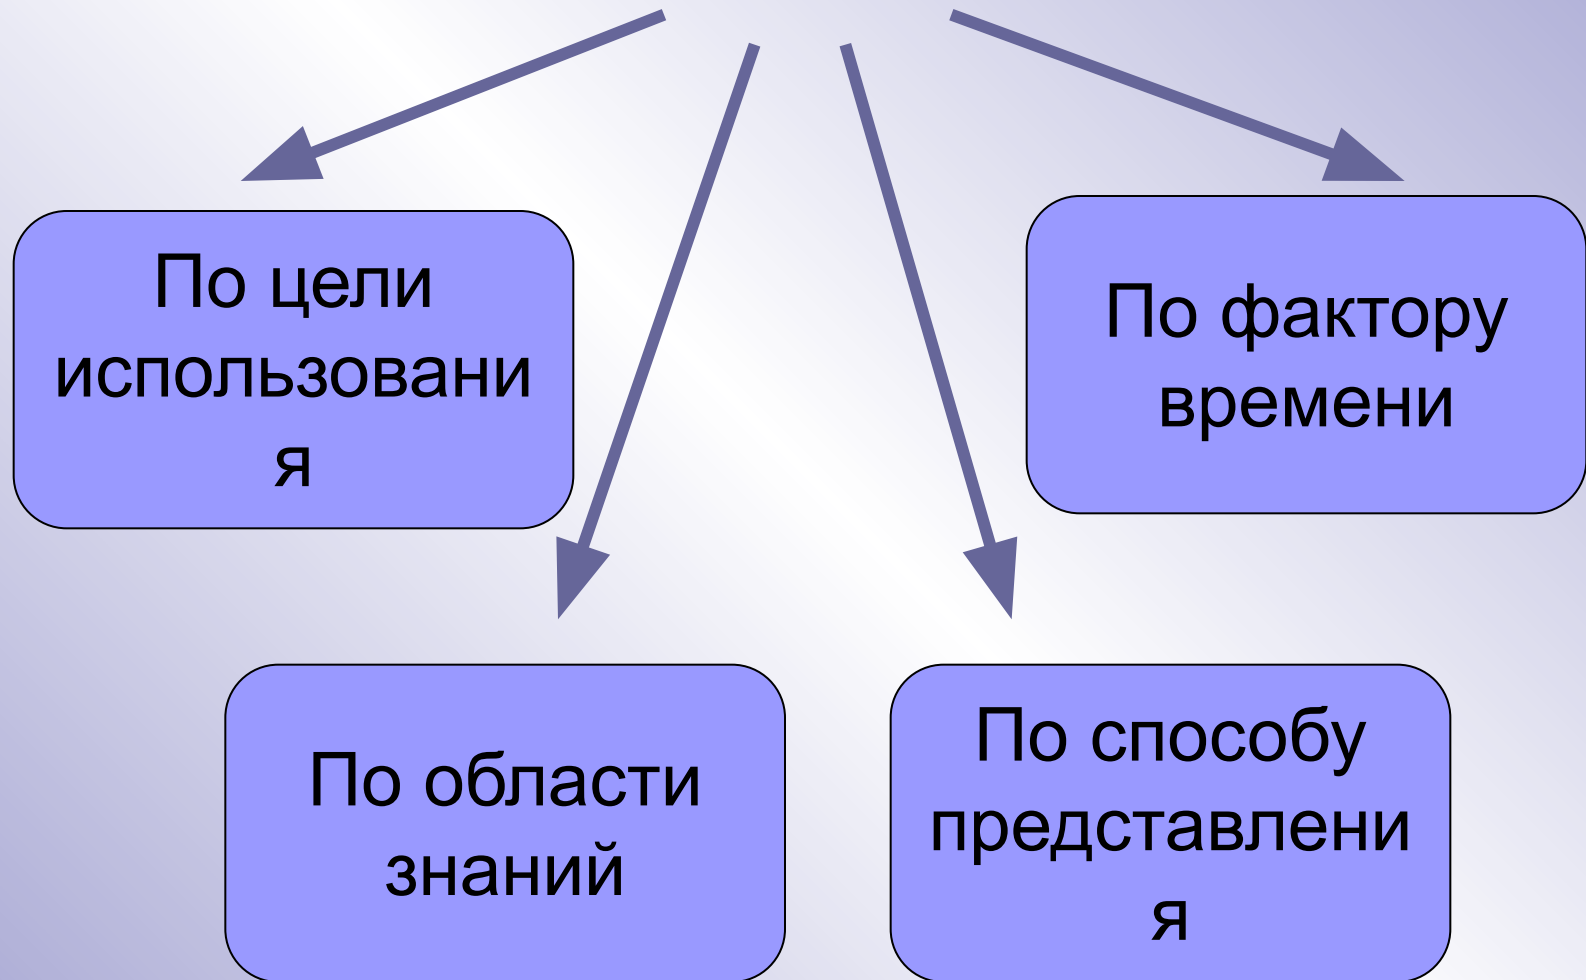 По цели
использовани
я
По фактору
времени
По области
знаний
По способу
представлени
я